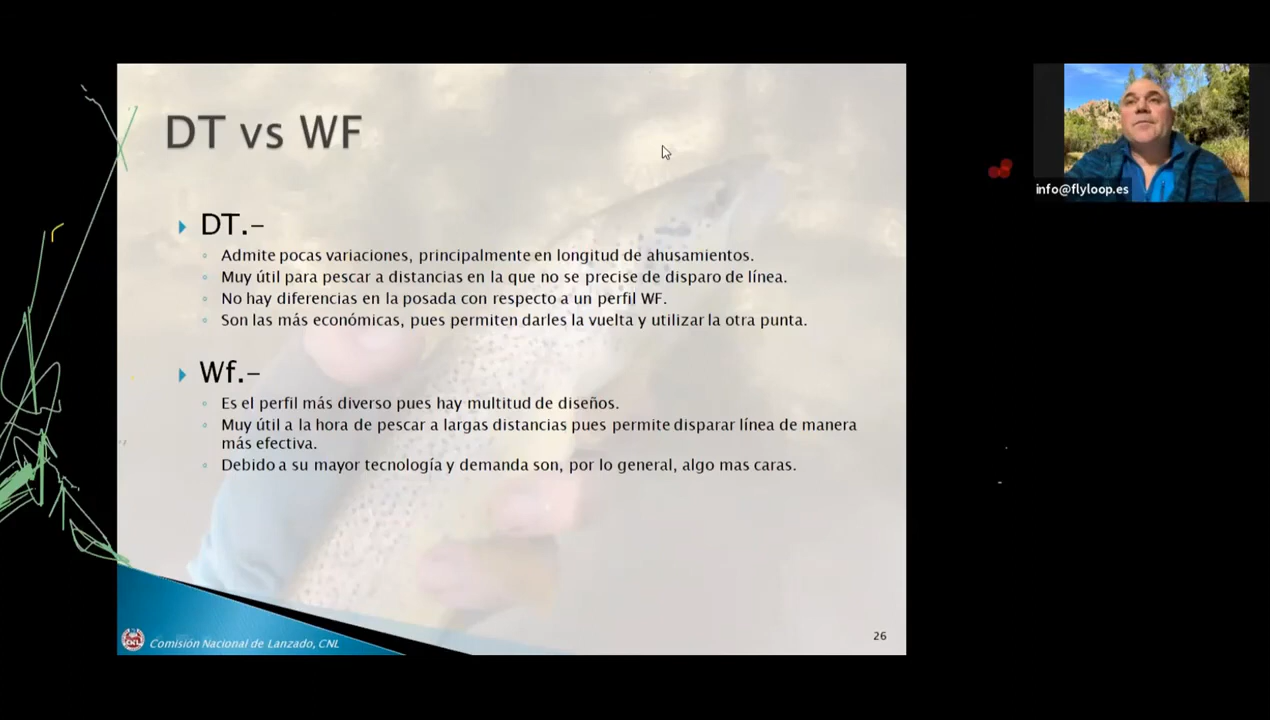 DT vs WF
DT.-
Admite pocas variaciones, principalmente en longitud de ahusamientos.
Muy útil para pescar a distancias en la que no se precise de disparo de línea.
No hay diferencias en la posada con respecto a un perfil WF.
Son las más económicas, pues permiten darles la vuelta y utilizar la otra punta.
Wf.-
Es el perfil más diverso pues hay multitud de diseños.
Muy útil a la hora de pescar a largas distancias pues permite disparar línea de manera
más efectiva.
Debido a su mayor tecnología y demanda son, por lo general, algo mas caras.
Comisión Nacional de Lanzado, CNL
26
info@flyloop.es